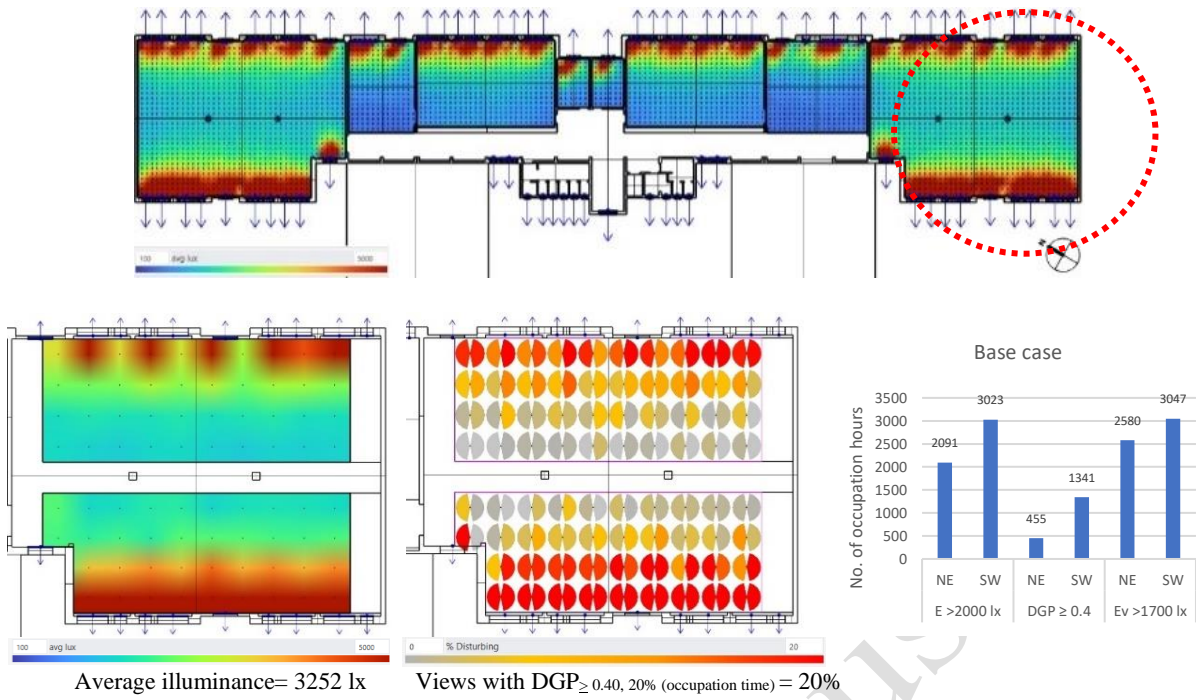 100 avg lux 5000
N
Base case
No. of occupation hours
3500
3000
2500
2000
1500
1000
500
0
2091
3023
455
1341
2580
3047
NE SW NE SW NE SW
E >2000 lx DGP ≥ 0.4 Ev >1700 lx
100 avg lux 5000
0 % Disturbing 20
Average illuminance= 3252 lx
Views with DGP≥ 0.40, 20% (occupation time) = 20%
us